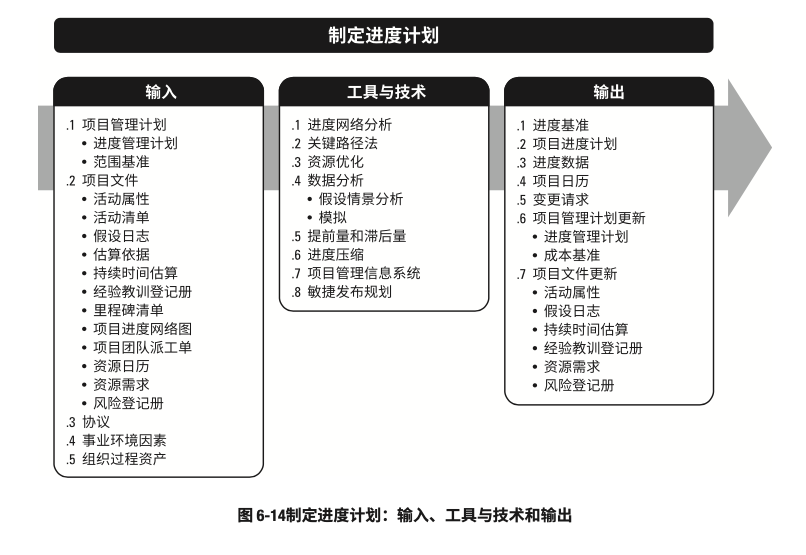 制定进度计划
输入
.1 项目管理计划
• 进度管理计划
• 范围基准
.2 项目文件
• 活动属性
• 活动清单
• 假设日志
• 估算依据
• 持续时间估算
• 经验教训登记册
• 里程碑清单
• 项目进度网络图
• 项目团队派工单
• 资源日历
• 资源需求
• 风险登记册
.3 协议
.4 事业环境因素
.5 组织过程资产
工具与技术
.1 进度网络分析
.2 关键路径法
.3 资源优化
.4 数据分析
• 假设情景分析
• 模拟
.5 提前量和滞后量
.6 进度压缩
.7 项目管理信息系统
.8 敏捷发布规划
输出
.1 进度基准
.2 项目进度计划
.3 进度数据
.4 项目日历
.5 变更请求
.6 项目管理计划更新
• 进度管理计划
• 成本基准
.7 项目文件更新
• 活动属性
• 假设日志
• 持续时间估算
• 经验教训登记册
• 资源需求
• 风险登记册
图 6-14制定进度计划：输入、工具与技术和输出